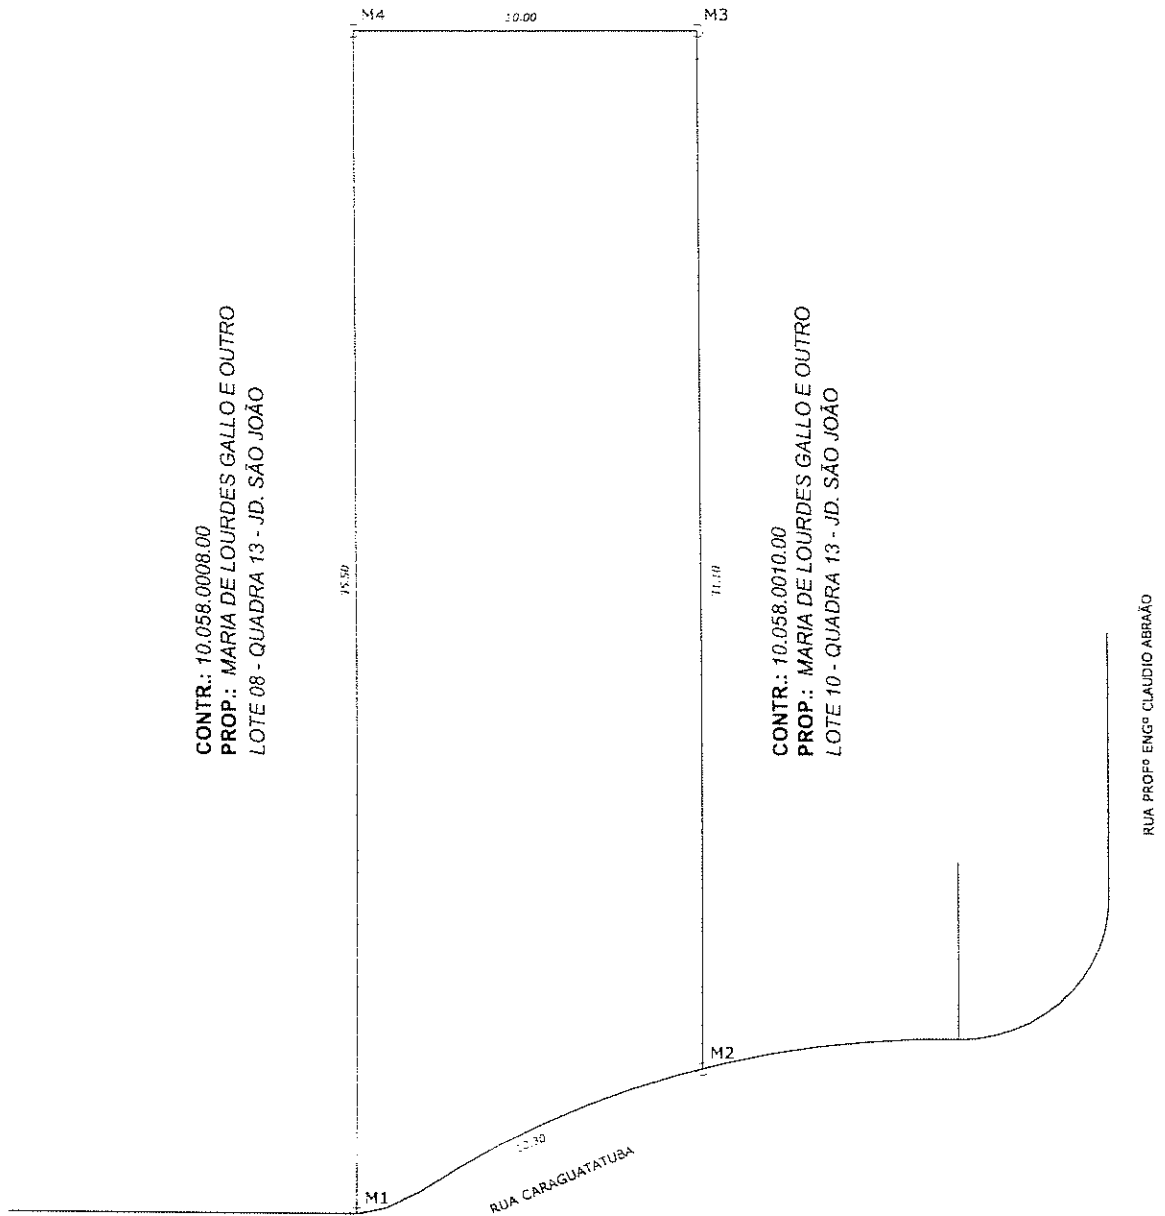 M4
10.00
M3
CONTR.: 10.058.0008.00
PROP.: MARIA DE LOURDES GALLO E OUTRO
LOTE 08 - QUADRA 13 - JD. SÃO JOÃO
CONTR.: 10.058.0010.00
PROP.: MARIA DE LOURDES GALLO E OUTRO
LOTE 10 - QUADRA 13 - JD. SÃO JOÃO
RUA PROFº ENGº CLAUDIO ABRAÃO
M2
RUA CARAGUATATUBA
M1